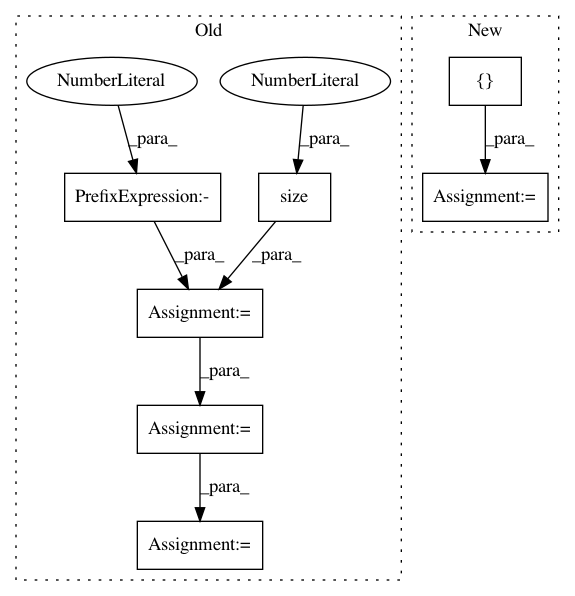 Old
New
NumberLiteral
NumberLiteral
{}
_para_
_para_
_para_
PrefixExpression:-
size
Assignment:=
_para_
_para_
Assignment:=
_para_
Assignment:=
_para_
Assignment:=